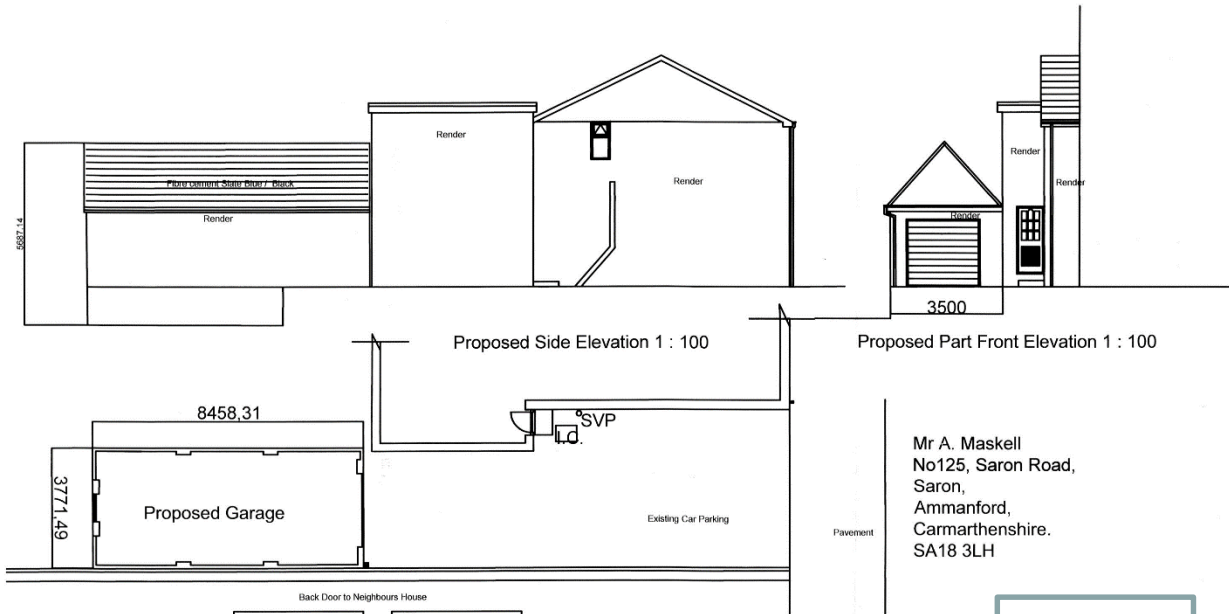 Render
Render
Fibre cement Slate Blue / Black
Render
5687.14
Render
Render
Render
3500
Proposed Side Elevation 1 : 100
Proposed Part Front Elevation 1 : 100
8458,31
SVP
I.C.
3771,49
Proposed Garage
Existing Car Parking
Pavement
Mr A. Maskell
No125, Saron Road,
Saron,
Ammanford,
Carmarthenshire.
SA18 3LH
Back Door to Neighbours House